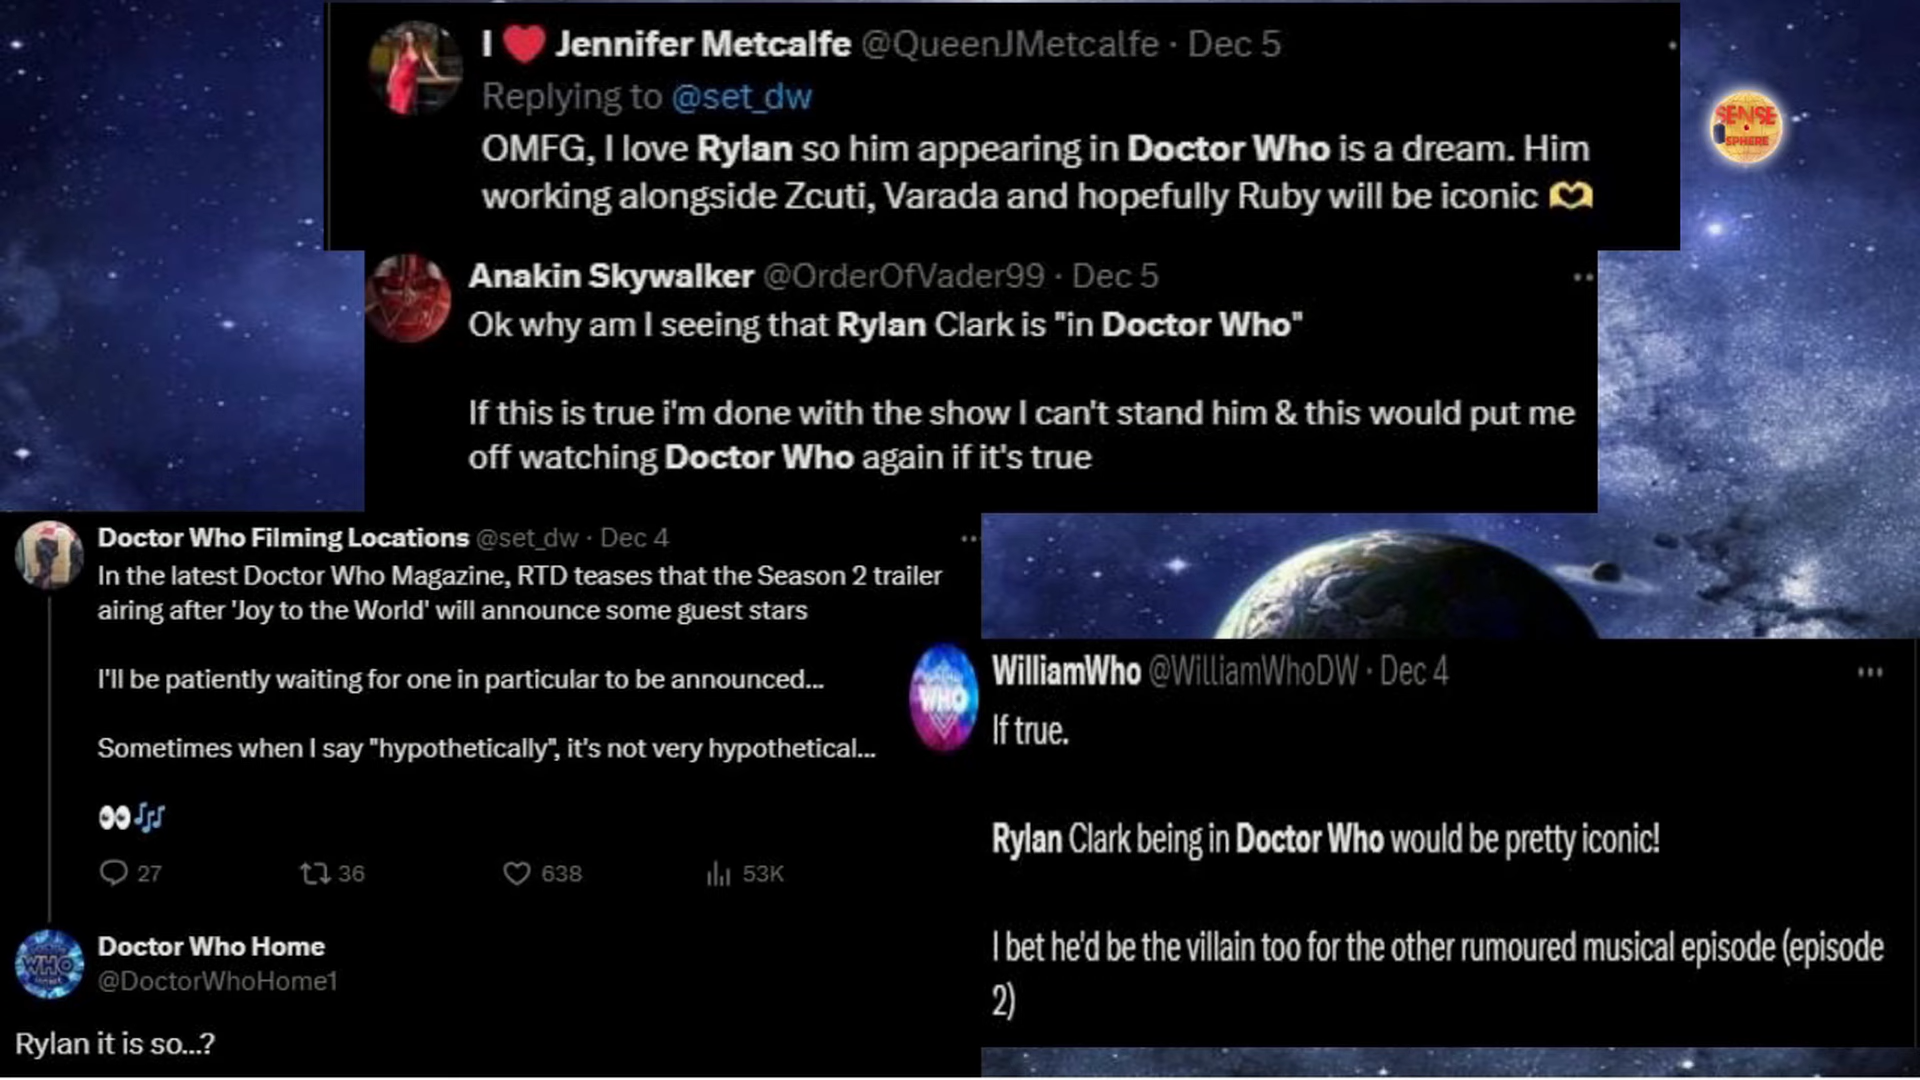 I ❤️ Jennifer Metcalfe @QueenJMetcalfe · Dec 5
Replying to @set_dw
OMFG, I love Rylan so him appearing in Doctor Who is a dream. Him
working alongside Zcuti, Varada and hopefully Ruby will be iconic 🫶
SENSE
SPHERE
Anakin Skywalker @OrderOfVader99 · Dec 5
Ok why am I seeing that Rylan Clark is "in Doctor Who"
If this is true i'm done with the show I can't stand him & this would put me
off watching Doctor Who again if it's true
Doctor Who Filming Locations @set_dw · Dec 4
In the latest Doctor Who Magazine, RTD teases that the Season 2 trailer
airing after 'Joy to the World' will announce some guest stars
I'll be patiently waiting for one in particular to be announced...
Sometimes when I say "hypothetically", it's not very hypothetical...
👀🎶
27 36 638 53K
Doctor Who Home
@DoctorWhoHome1
Rylan it is so...?
WHO
WilliamWho @WilliamWhoDW · Dec 4
If true.
Rylan Clark being in Doctor Who would be pretty iconic!
I bet he'd be the villain too for the other rumoured musical episode (episode
2)